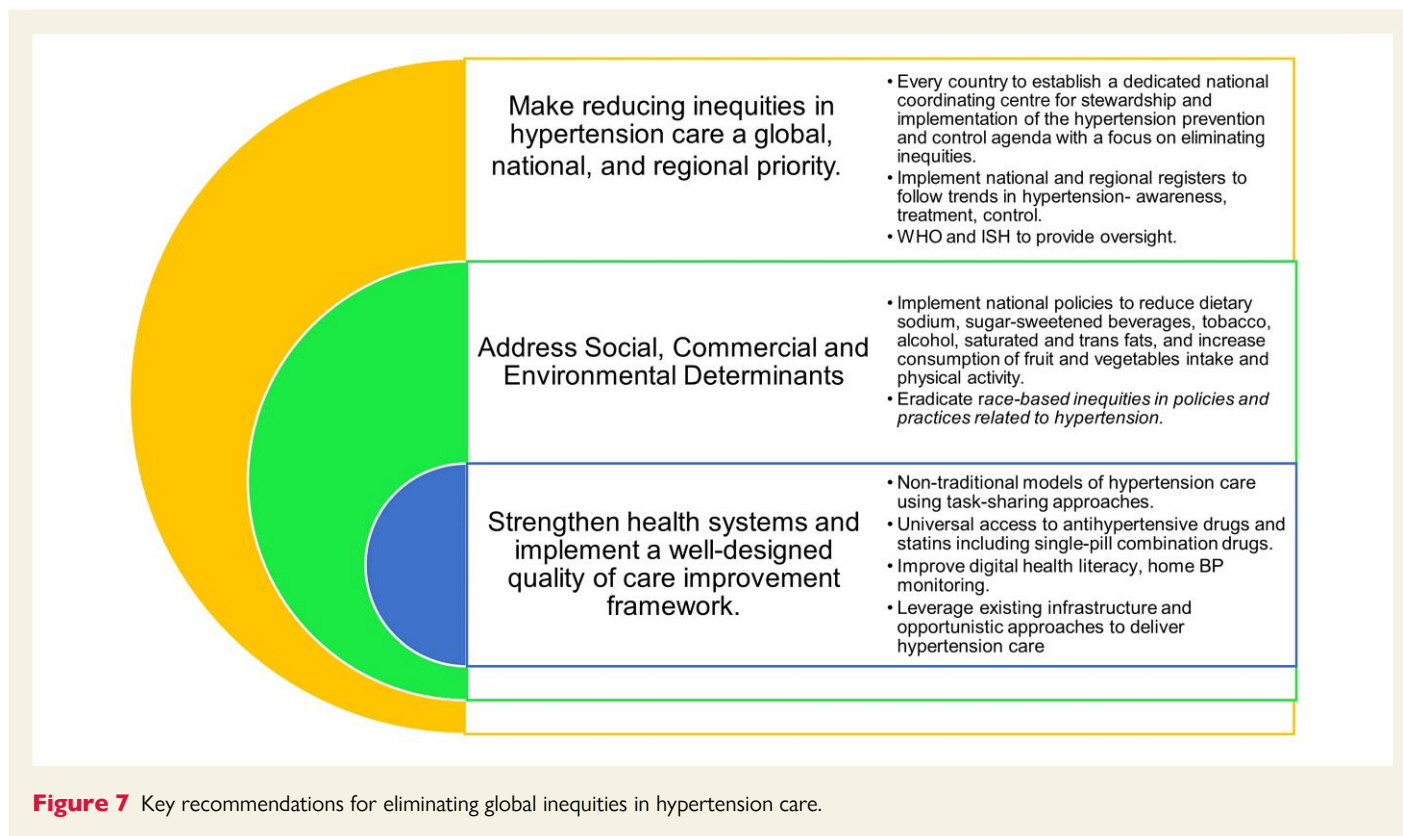 Make reducing inequities in
hypertension care a global,
national, and regional priority.
• Every country to establish a dedicated national
coordinating centre for stewardship and
implementation of the hypertension prevention
and control agenda with a focus on eliminating
inequities.
• Implement national and regional registers to
follow trends in hypertension- awareness,
treatment, control.
• WHO and ISH to provide oversight.
Address Social, Commercial and
Environmental Determinants
• Implement national policies to reduce dietary
sodium, sugar-sweetened beverages, tobacco,
alcohol, saturated and trans fats, and increase
consumption of fruit and vegetables intake and
physical activity.
• Eradicate race-based inequities in policies and
practices related to hypertension.
Strengthen health systems and
implement a well-designed
quality of care improvement
framework.
• Non-traditional models of hypertension care
using task-sharing approaches.
• Universal access to antihypertensive drugs and
statins including single-pill combination drugs.
• Improve digital health literacy, home BP
monitoring.
• Leverage existing infrastructure and
opportunistic approaches to deliver
hypertension care
Figure 7 Key recommendations for eliminating global inequities in hypertension care.